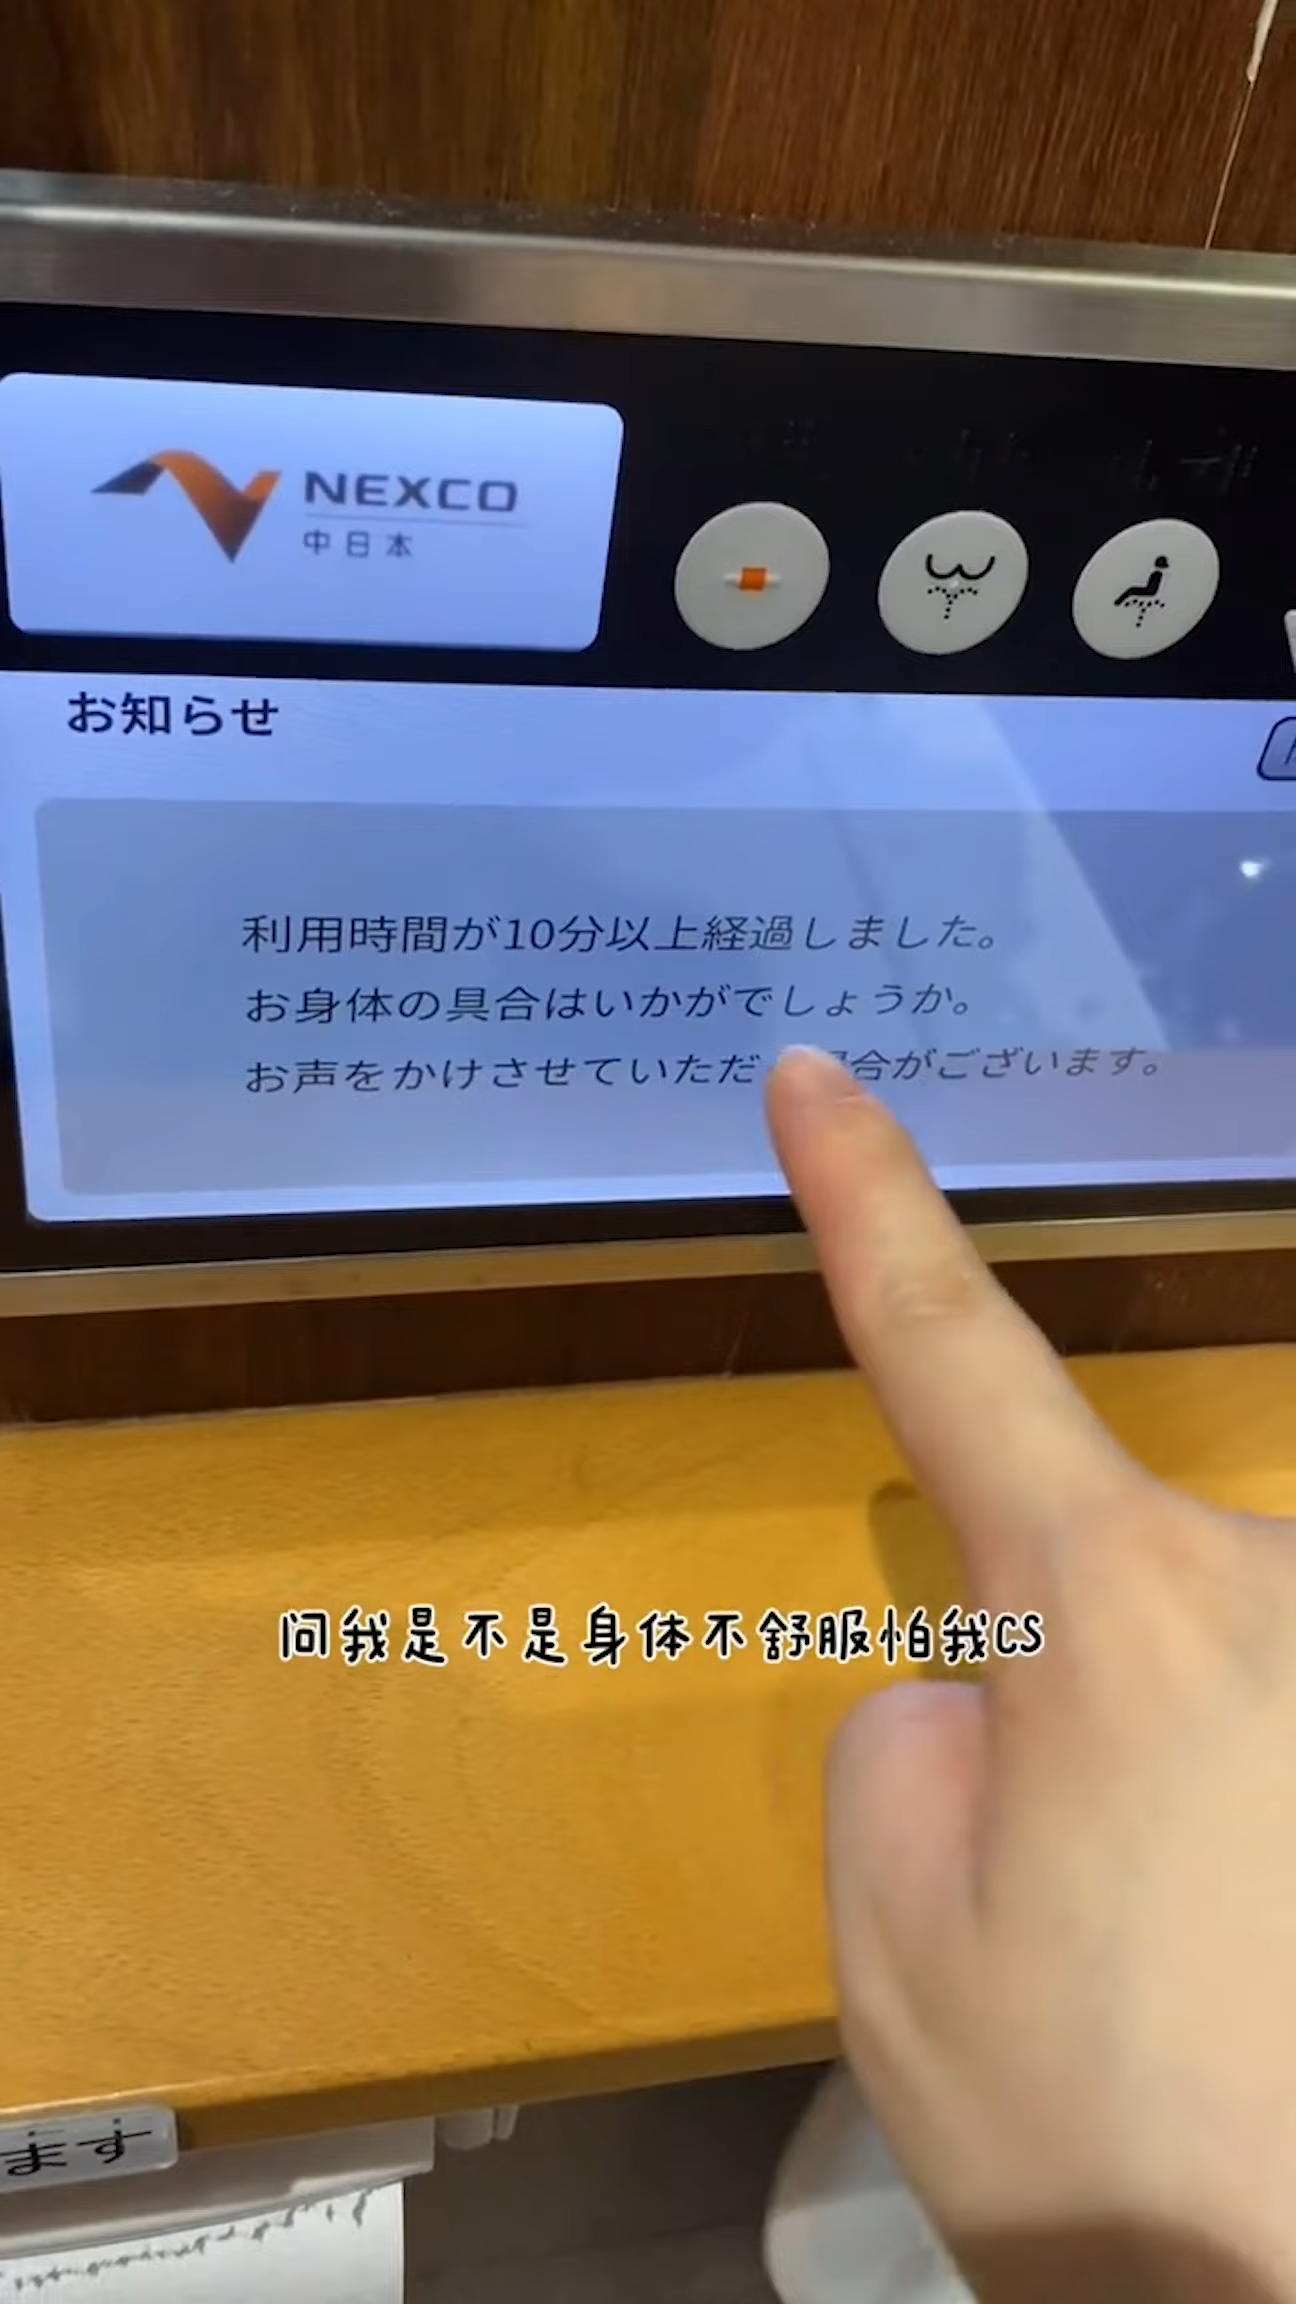 NEXCO
中日本
お知らせ
利用時間が10分以上経過しました。
お身体の具合はいかがでしょうか。
お声をかけさせていただ 場合がございます。
问我是不是身体不舒服怕我CS
ます